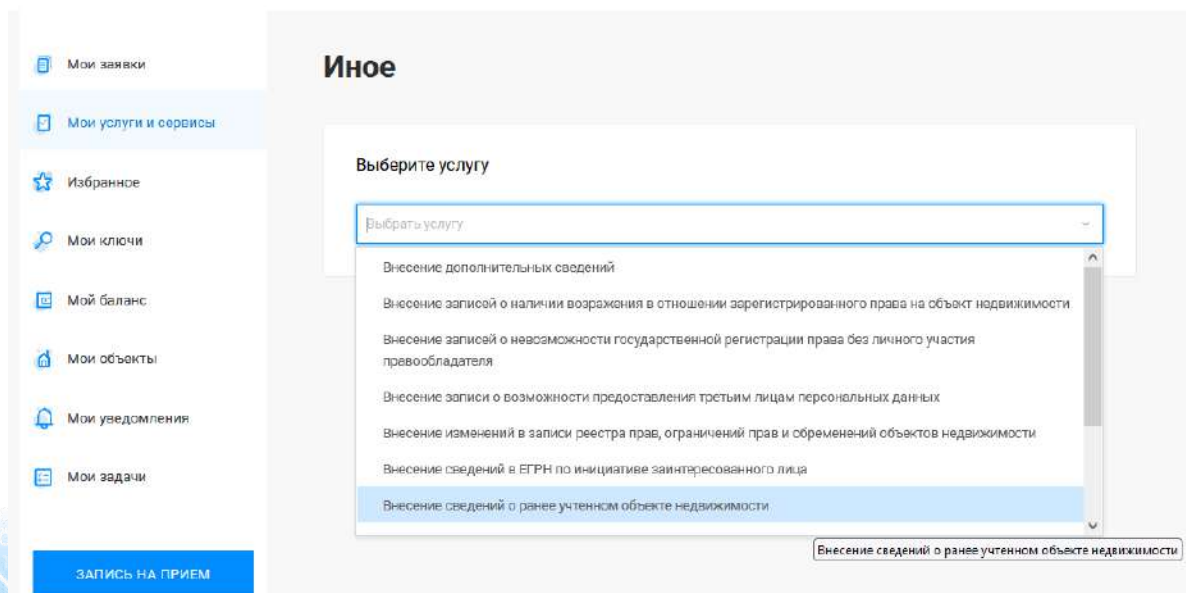 Мои заявки
Мои услуги и сервисы
Избранное
Мои ключи
Мой баланс
Мои объекты
Мои уведомления
Мои задачи
ЗАПИСЬ НА ПРИЕМ
Иное
Выберите услугу
Выбрать услугу
Внесение дополнительных сведений
Внесение записей о наличии возражения в отношении зарегистрированного права на объект недвижимости
Внесение записей о невозможности государственной регистрации права без личного участия
правообладателя
Внесение записи о возможности предоставления третьим лицам персональных данных
Внесение изменений в записи реестра прав, ограничений прав и обременений объектов недвижимости
Внесение сведений в ЕГРН по инициативе заинтересованного лица
Внесение сведений о ранее учтенном объекте недвижимости
Внесение сведений о ранее учтенном объекте недвижимости